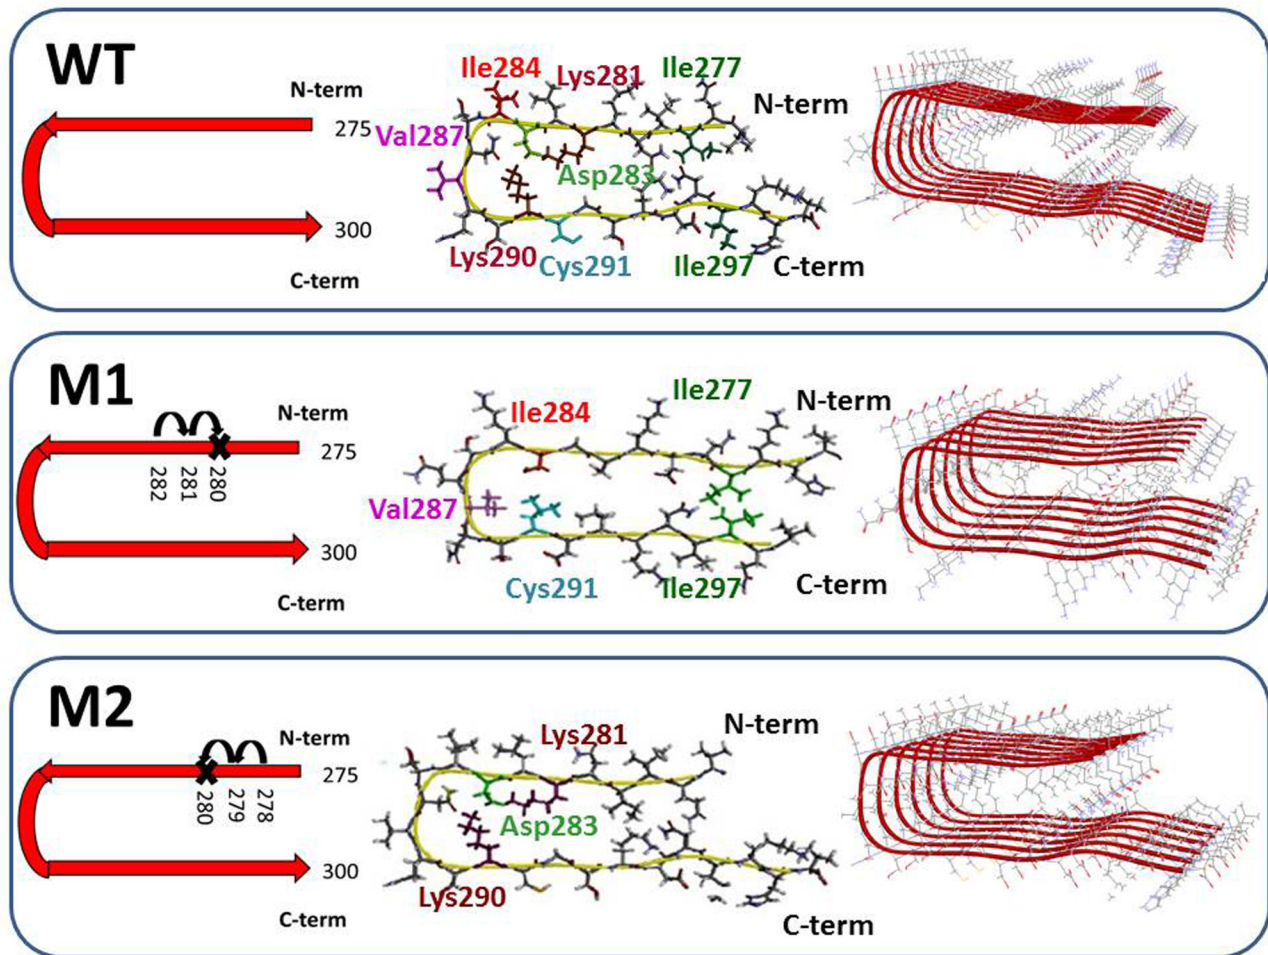 WT
N-term
275
300
C-term
Ile284
Lys281
Ile277
N-term
Val287
Asp283
Lys290
Cys291
Ile297
C-term
M1
N-term
275
282
281
280
300
C-term
Ile284
Ile277
N-term
Val287
Cys291
Ile297
C-term
M2
N-term
275
280
279
278
300
C-term
Lys281
N-term
Asp283
Lys290
C-term